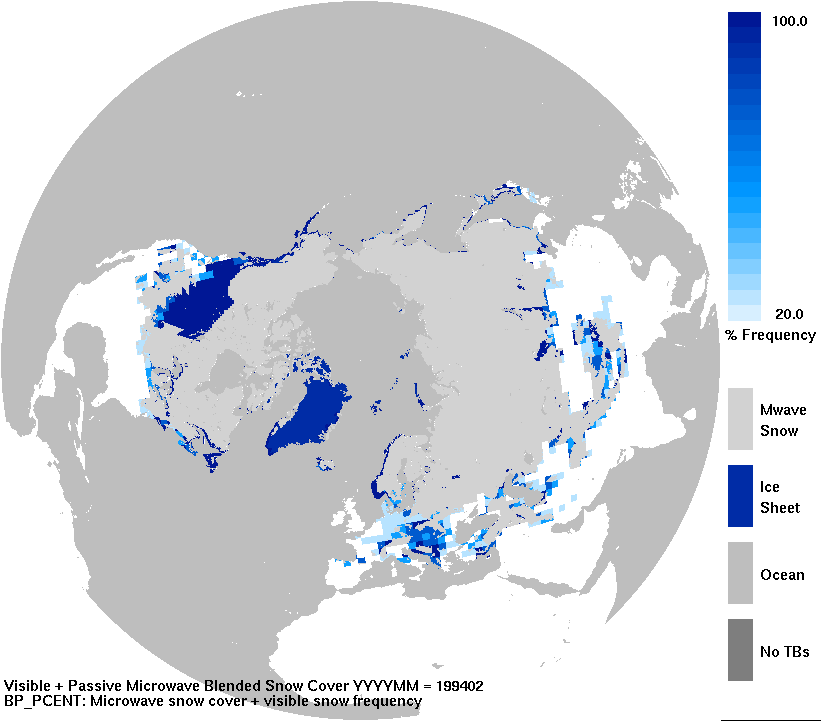 100.0
20.0
% Frequency
Mwave
Snow
Ice
Sheet
Ocean
No TBs
Visible + Passive Microwave Blended Snow Cover YYYYMM = 199402
BP_PCENT: Microwave snow cover + visible snow frequency